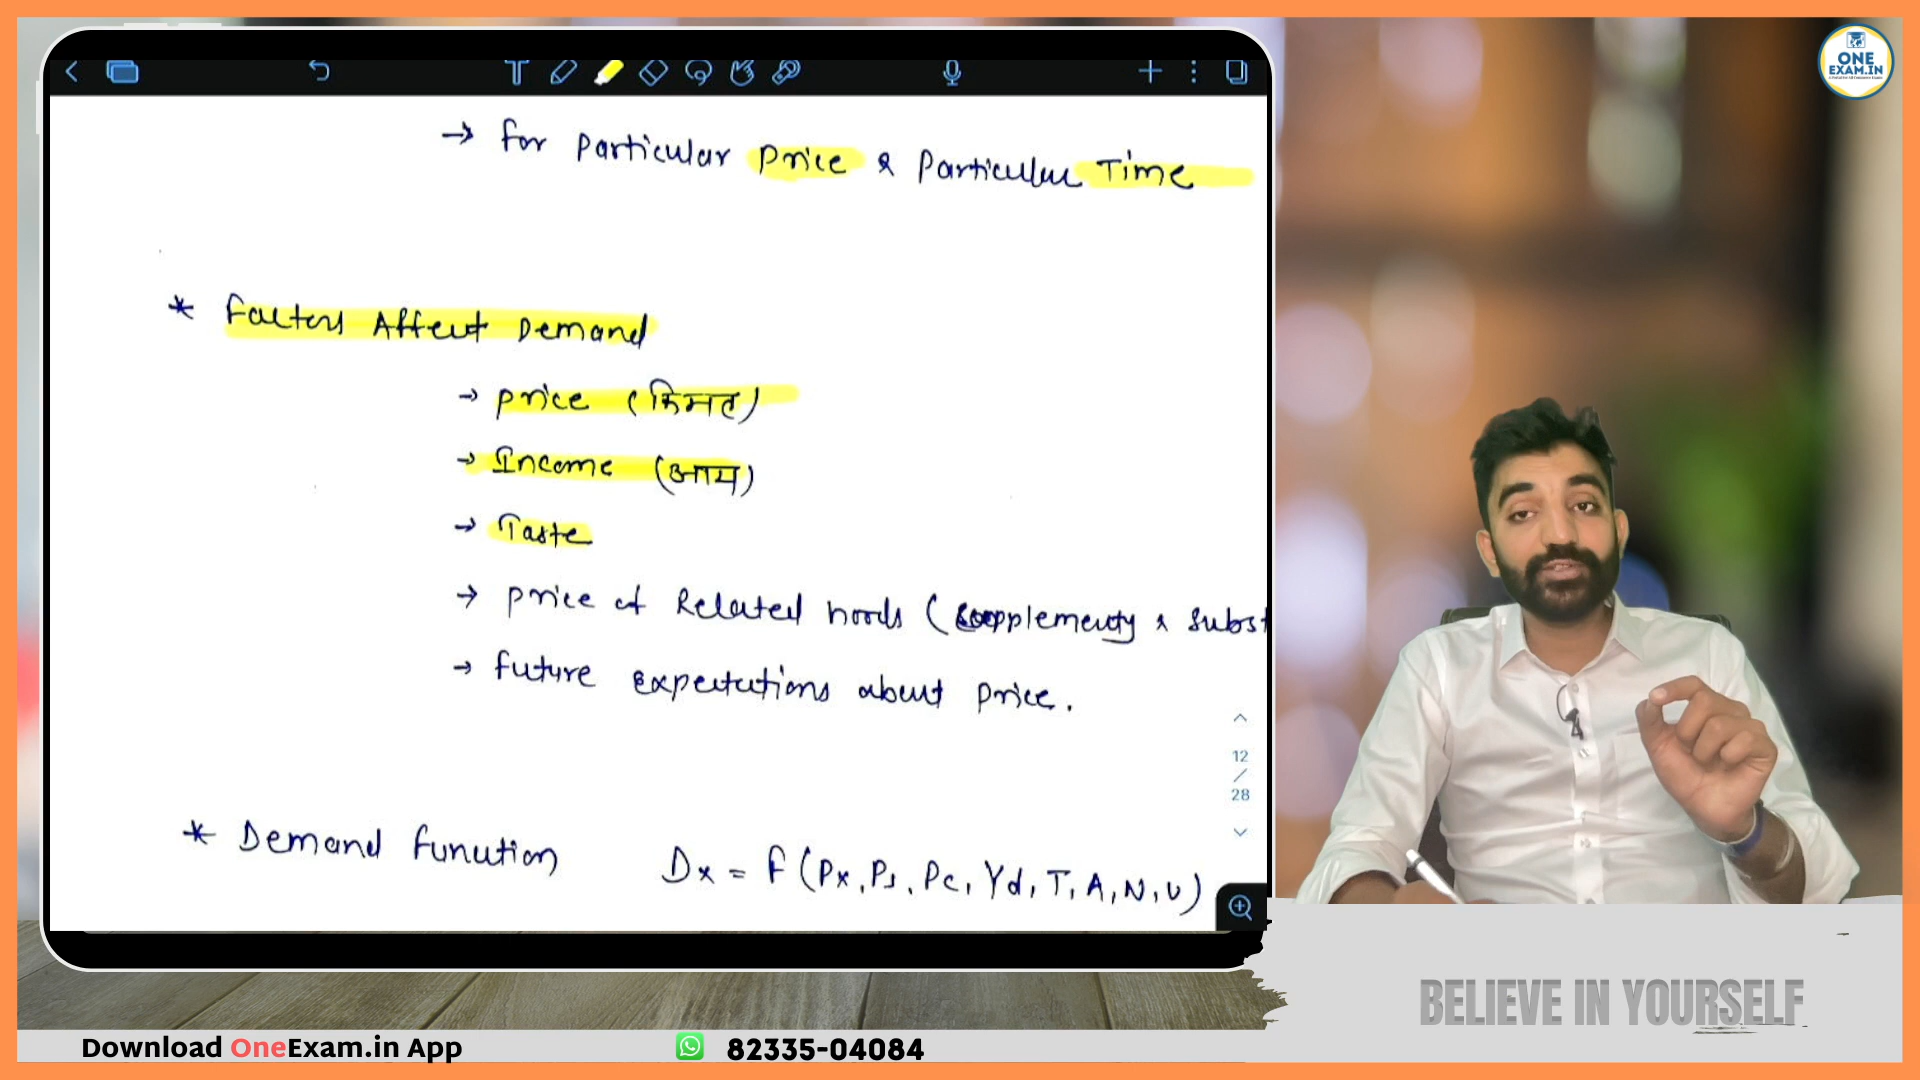 → for particular price & particular Time
* factors Affect Demand
→ price (किमत)
→ Income (आय)
→ Taste
→ price of Related hoods ( & Subst
→ future expectations about price.
12
/
28
* Demand function Dx = f (Px, Ps, Pc, Yd, T, A, N, U)
ONE
EXAM.IN
BELIEVE IN YOURSELF
Download OneExam.in App
82335-04084